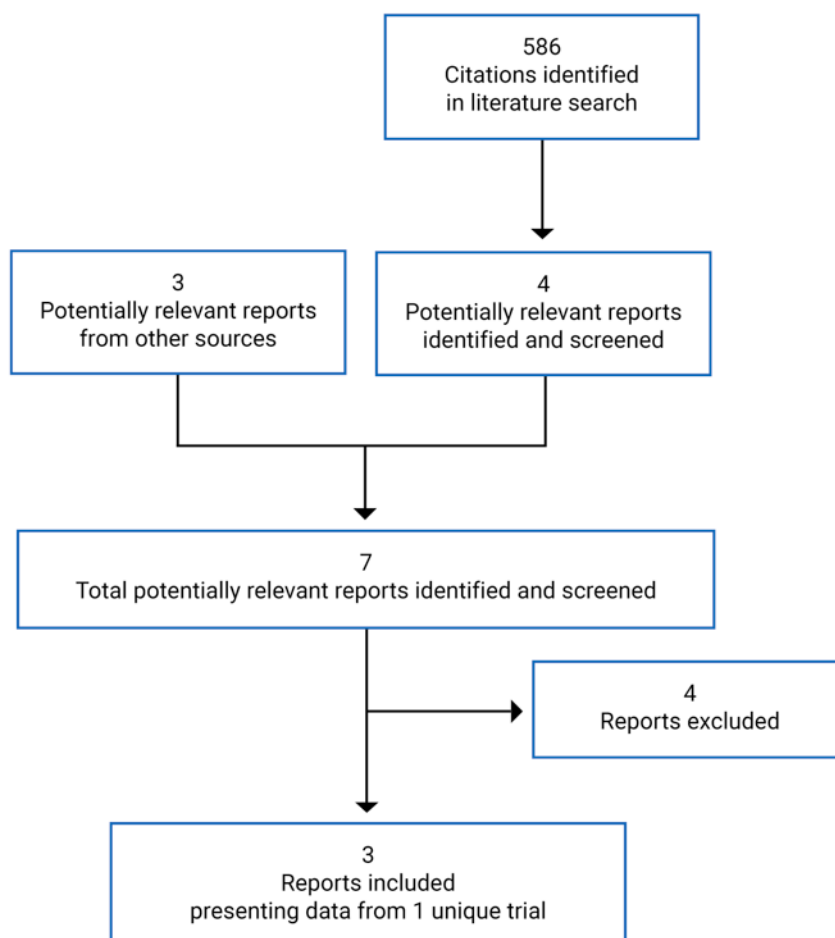 586
Citations identified
in literature search
3
Potentially relevant reports
from other sources
4
Potentially relevant reports
identified and screened
7
Total potentially relevant reports identified and screened
4
Reports excluded
3
Reports included
presenting data from 1 unique trial